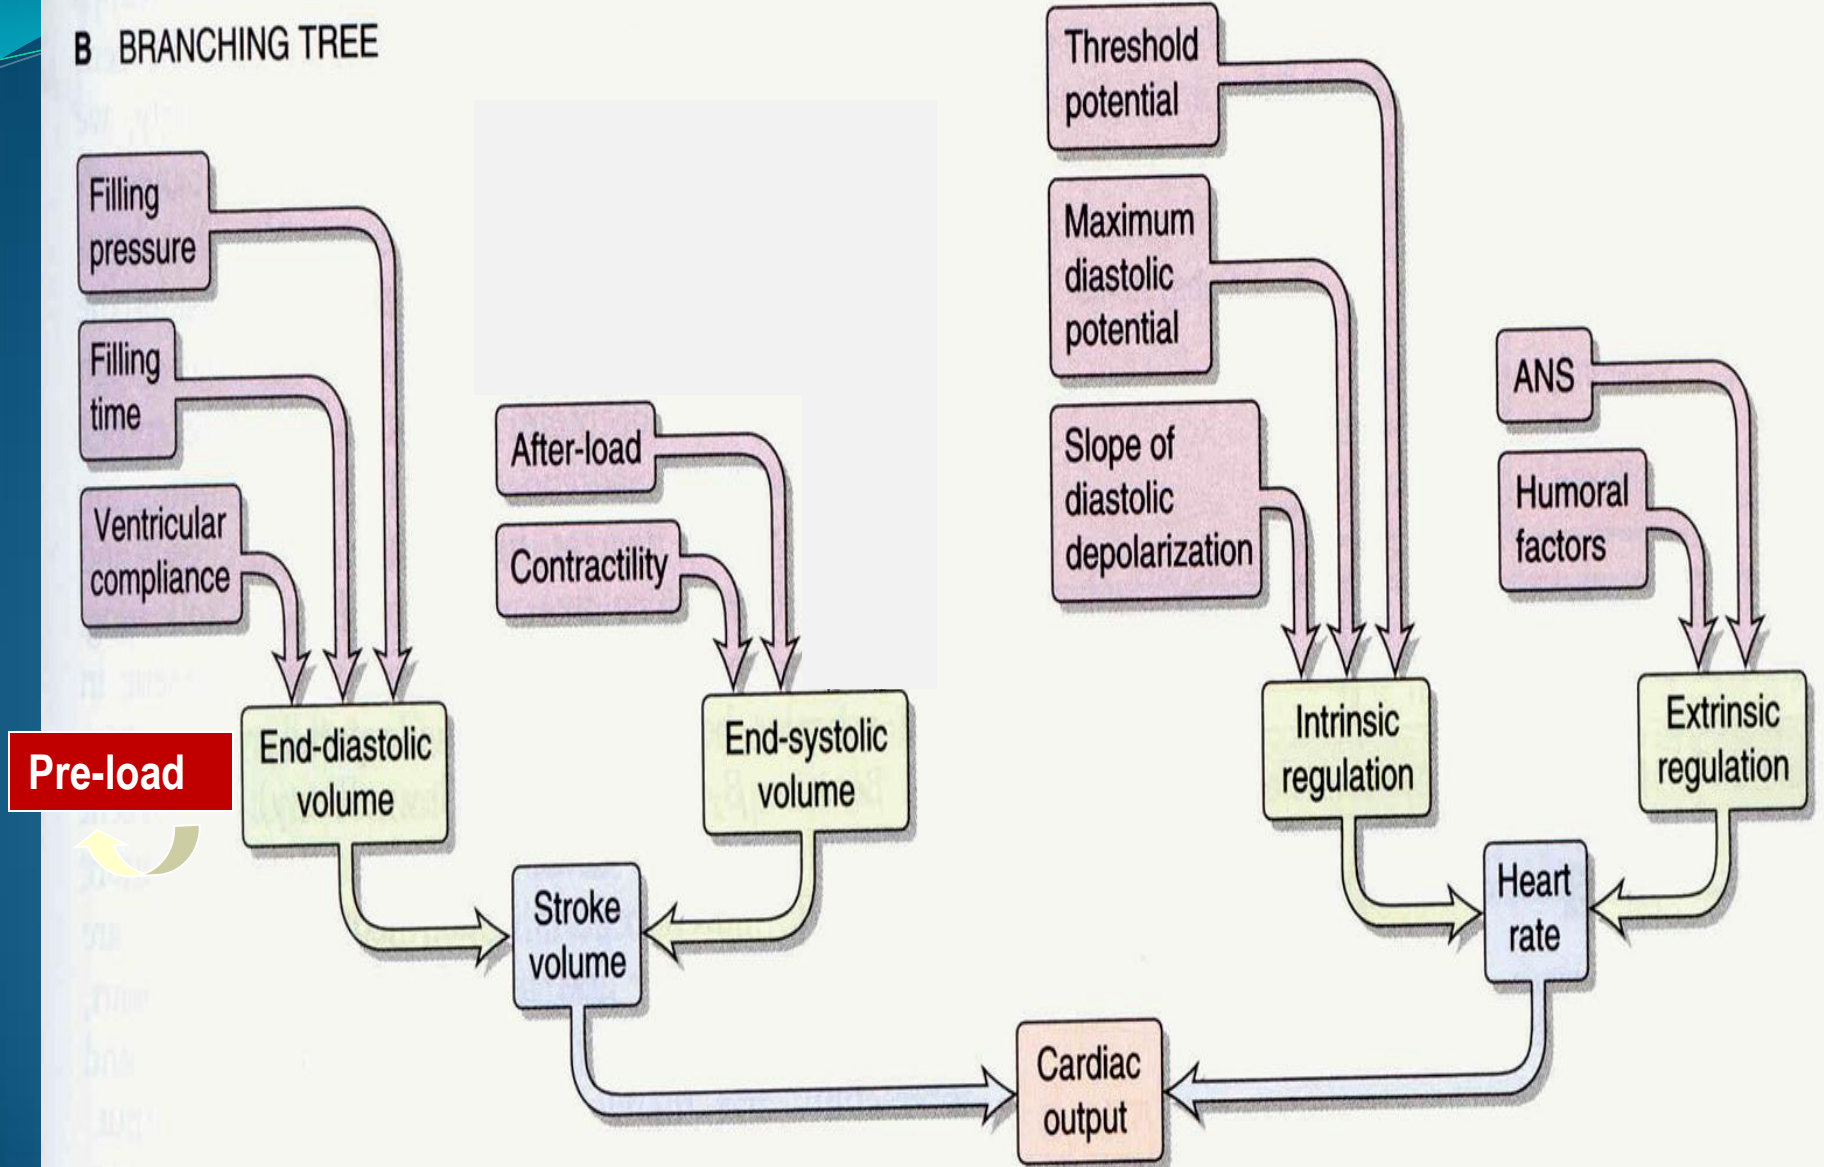 B BRANCHING TREE
Filling
pressure
Filling
time
Ventricular
compliance
After-load
Contractility
Threshold
potential
Maximum
diastolic
potential
Slope of
diastolic
depolarization
ANS
Humoral
factors
Pre-load
End-diastolic
volume
End-systolic
volume
Intrinsic
regulation
Extrinsic
regulation
Stroke
volume
Heart
rate
Cardiac
output